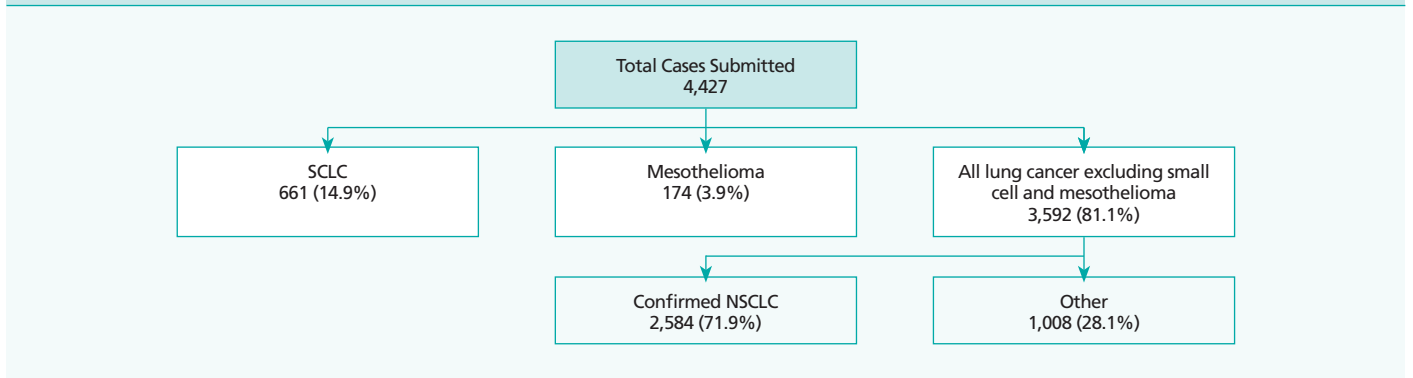 Total Cases Submitted
4,427
SCLC
661 (14.9%)
Mesothelioma
174 (3.9%)
All lung cancer excluding small
cell and mesothelioma
3,592 (81.1%)
Confirmed NSCLC
2,584 (71.9%)
Other
1,008 (28.1%)